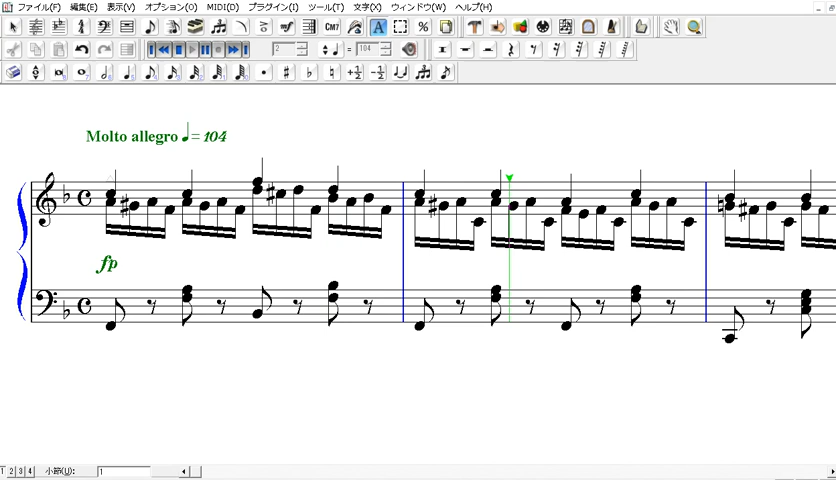 ファイル(F) 編集(E) 表示(V) オプション(O) MIDI(D) プラグイン(I) ツール(T) 文字(X) ウィンドウ(W) ヘルプ(H)
mf CM7 A %
2 = 104
+1/2 -1/2
Molto allegro ♩= 104
fp
1 2 3 4 小節(U): 1